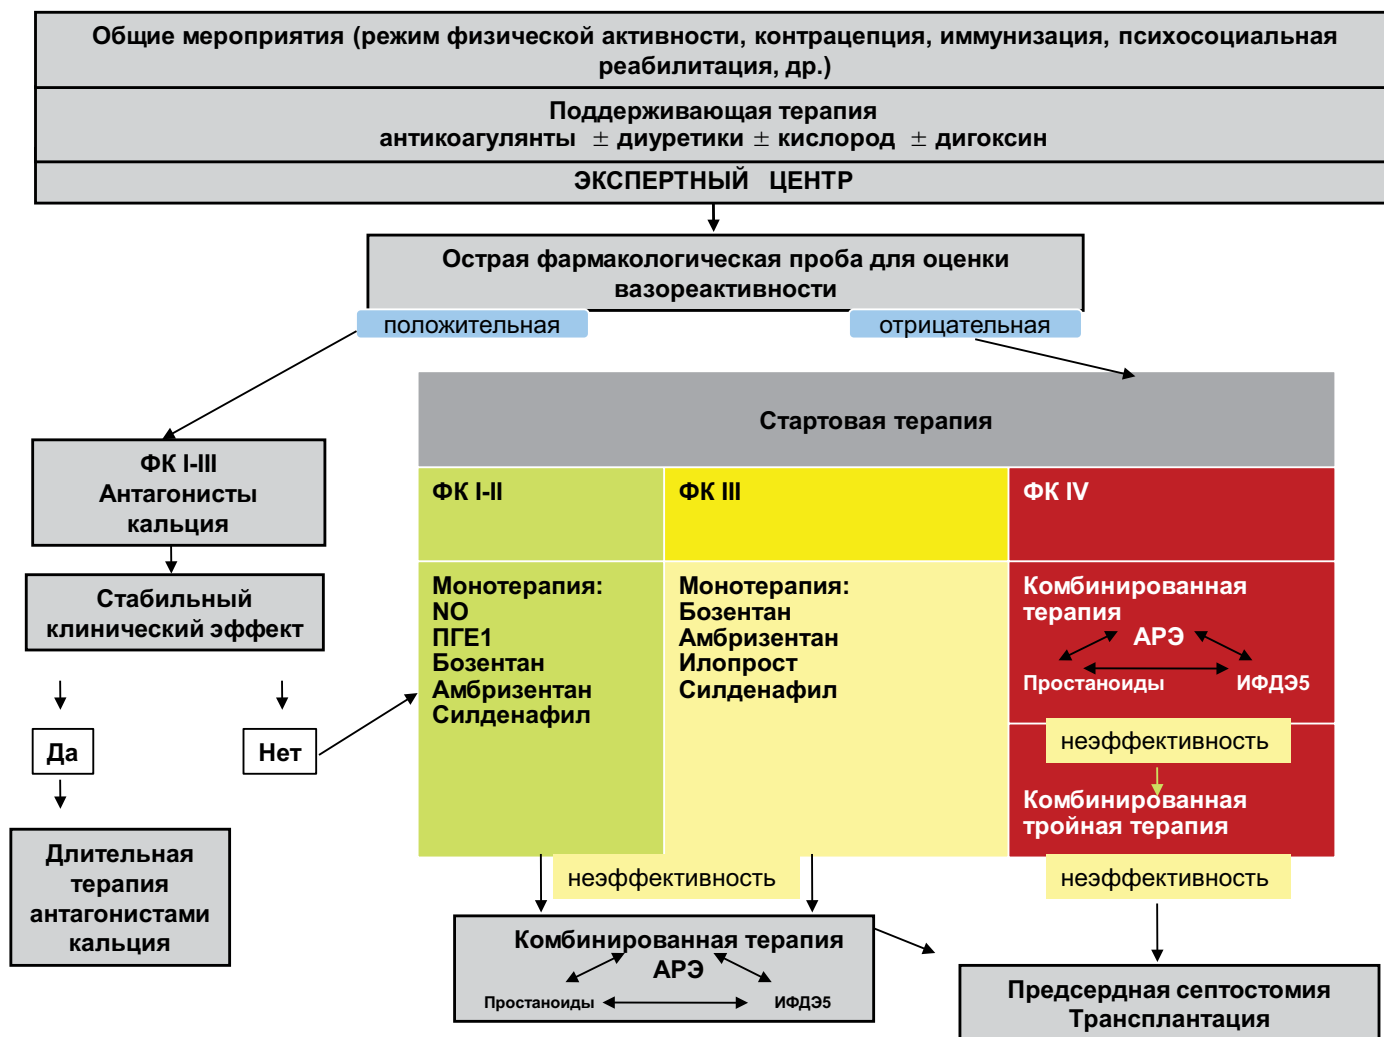 Общие мероприятия (режим физической активности, контрацепция, иммунизация, психосоциальная
реабилитация, др.)
Поддерживающая терапия
антикоагулянты ± диуретики ± кислород ± дигоксин
ЭКСПЕРТНЫЙ ЦЕНТР
Острая фармакологическая проба для оценки
вазореактивности
положительная
отрицательная
ФК I-III
Антагонисты
кальция
Стабильный
клинический эффект
Да
Нет
Длительная
терапия
антагонистами
кальция
Стартовая терапия
ФК I-II
Монотерапия:
NO
ПГЕ1
Бозентан
Амбризентан
Силденафил
ФК III
Монотерапия:
Бозентан
Амбризентан
Илопрост
Силденафил
ФК IV
Комбинированная
терапия
АРЭ
Простаноиды
ИФДЭ5
неэффективность
Комбинированная
тройная терапия
неэффективность
неэффективность
Комбинированная терапия
АРЭ
Простаноиды
ИФДЭ5
Предсердная септостомия
Трансплантация